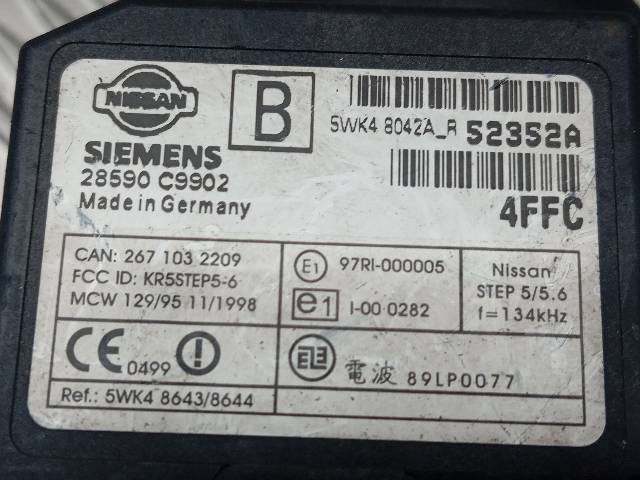 NISSAN
B
5WK4 8042A_R 52352A
SIEMENS
28590 C9902
Made in Germany
4FFC
CAN: 267 103 2209
FCC ID: KR5STEP5-6
MCW 129/95 11/1998
E1 97RI-000005
e1 I-00 0282
Nissan
STEP 5/5.6
f=134kHz
CE 0499 !
電波 89LP0077
Ref.: 5WK4 8643/8644